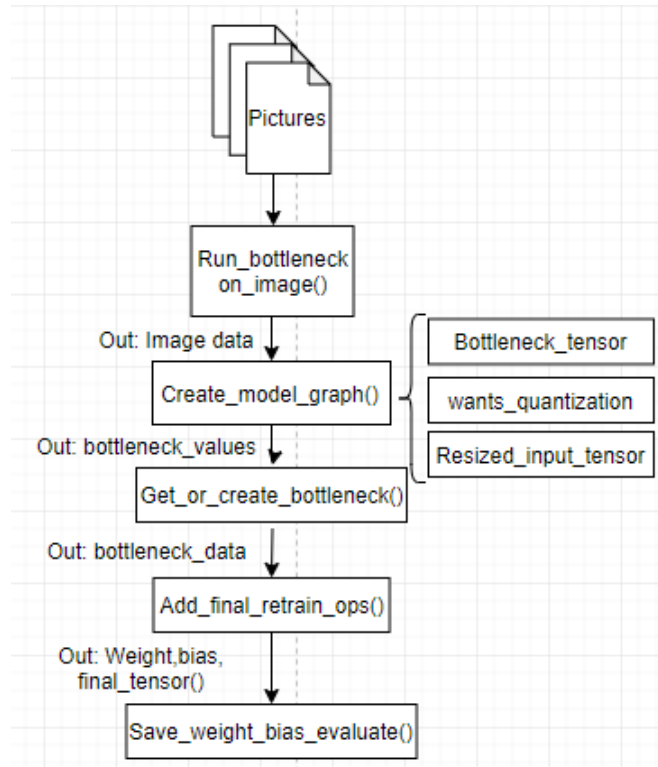 Pictures
Run_bottleneck
on_image()
Out: Image data
Create_model_graph()
Bottleneck_tensor
wants_quantization
Resized_input_tensor
Out: bottleneck_values
Get_or_create_bottleneck()
Out: bottleneck_data
Add_final_retrain_ops()
Out: Weight,bias,
final_tensor()
Save_weight_bias_evaluate()